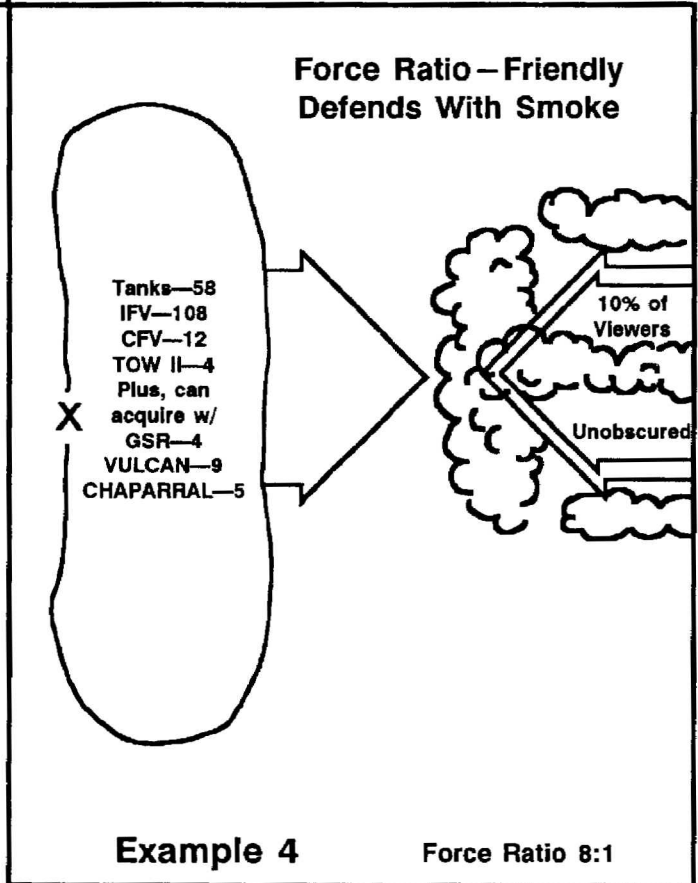 Force Ratio—Friendly
Defends With Smoke
Tanks—58
IFV—108
CFV—12
TOW II—4
Plus, can
acquire w/
GSR—4
VULCAN—9
CHAPARRAL—5
X
10% of
Viewers
Unobscured
Example 4
Force Ratio 8:1